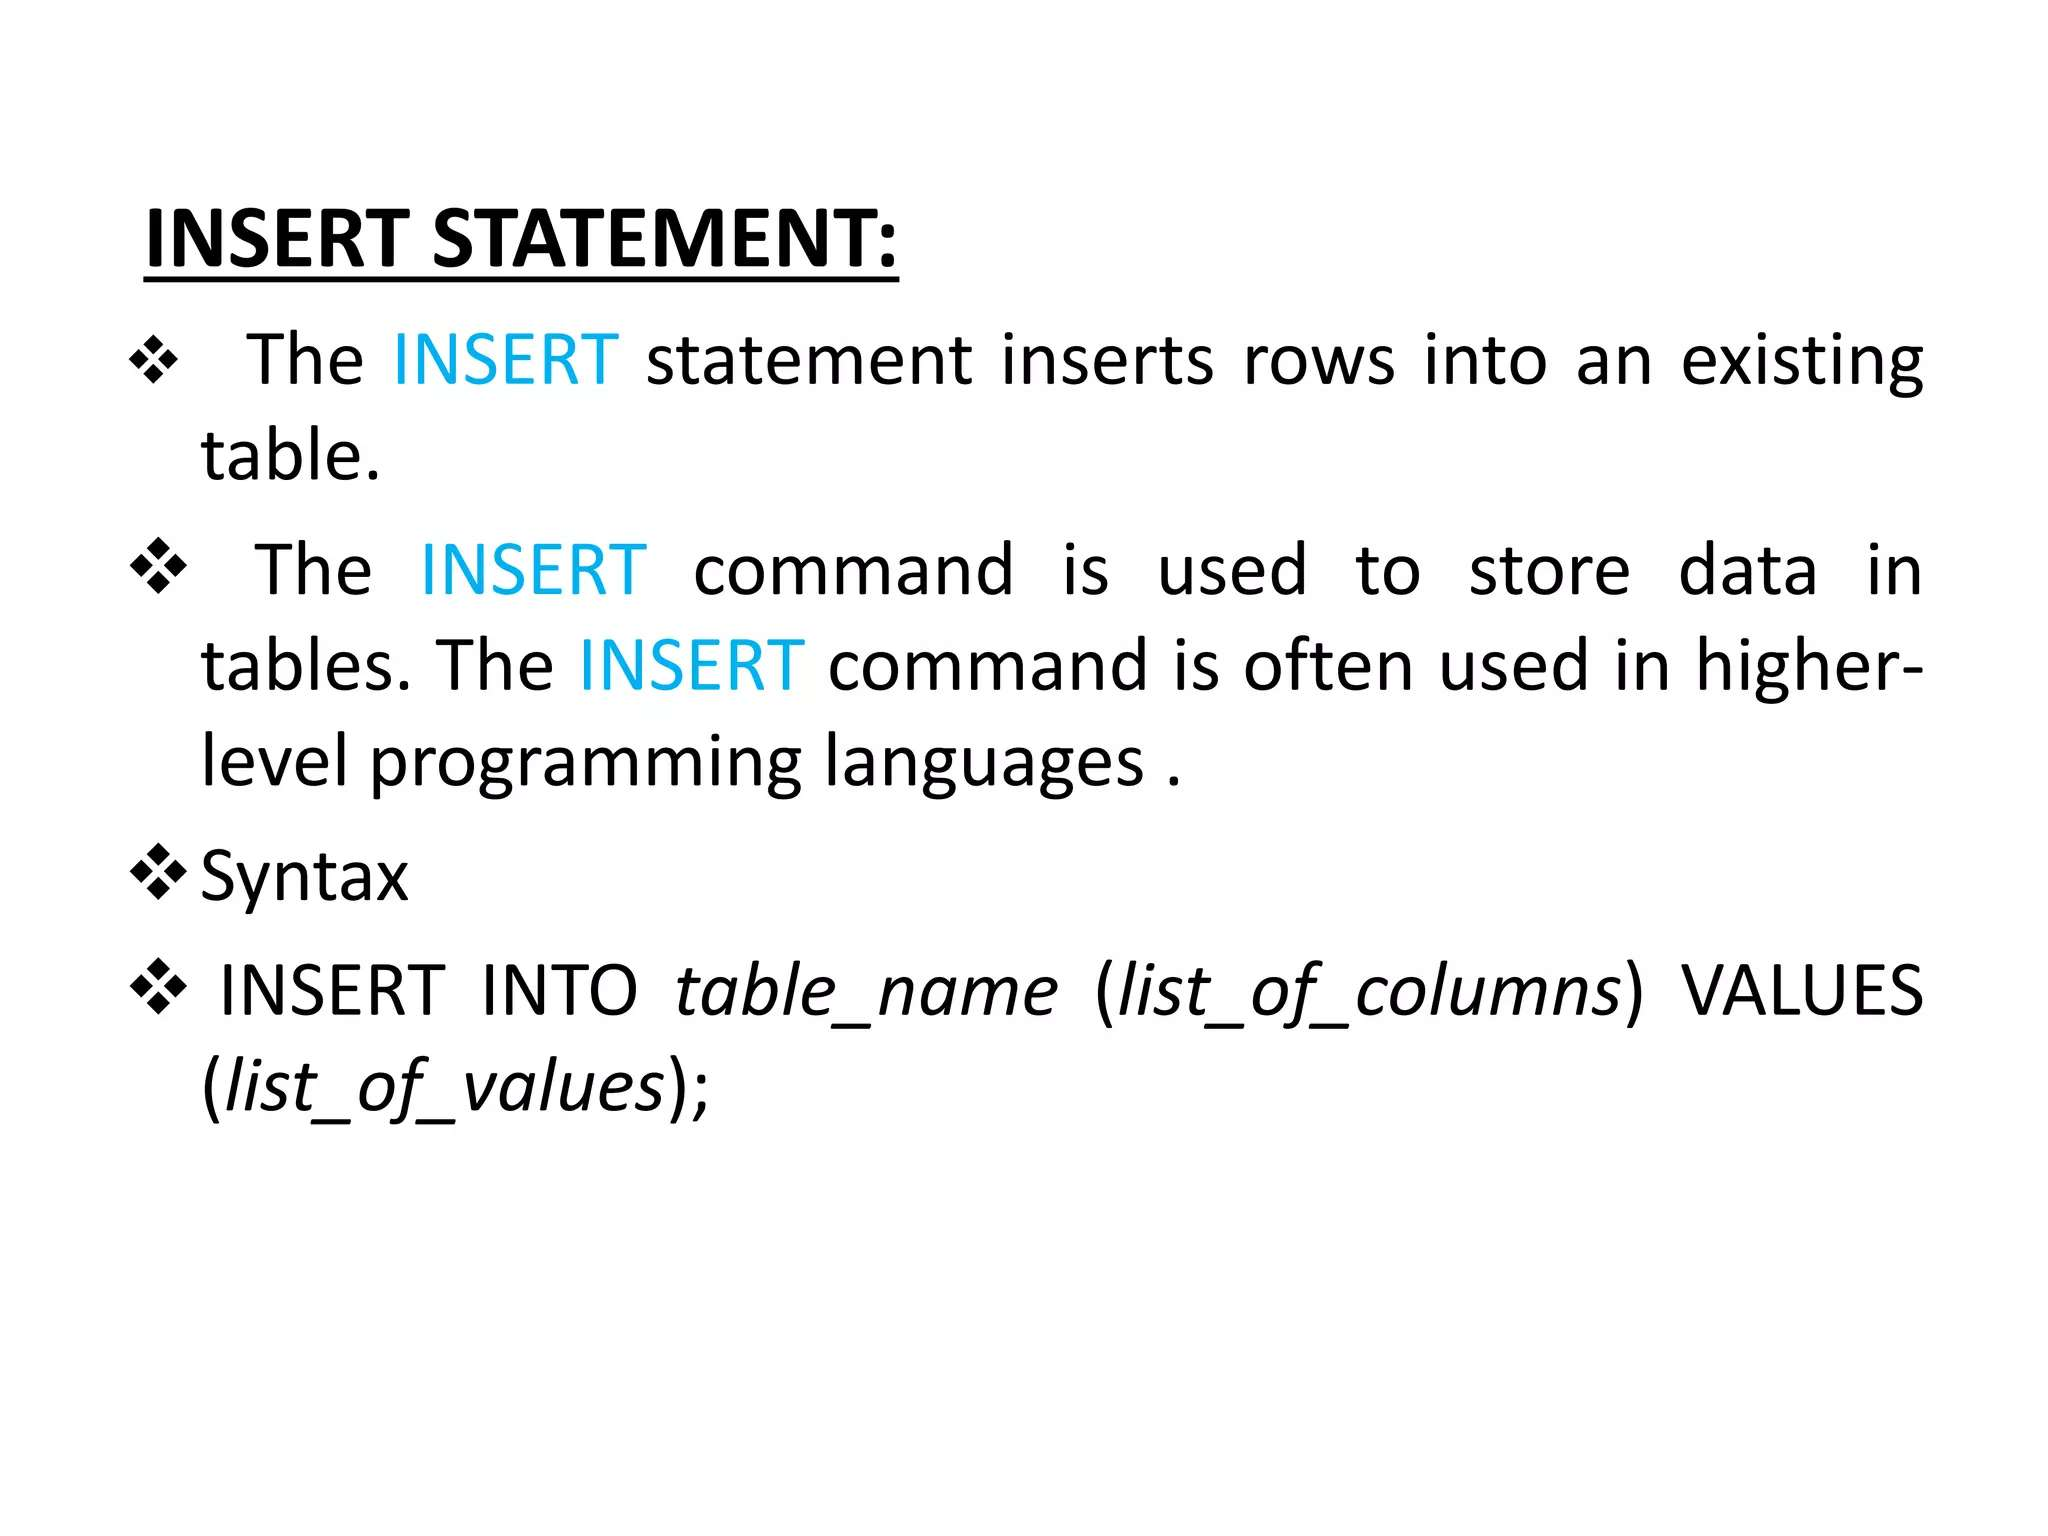 INSERT STATEMENT:
❖ The INSERT statement inserts rows into an existing
table.
❖ The INSERT command is used to store data in
tables. The INSERT command is often used in higher-
level programming languages .
❖Syntax
❖ INSERT INTO table_name (list_of_columns) VALUES
(list_of_values);